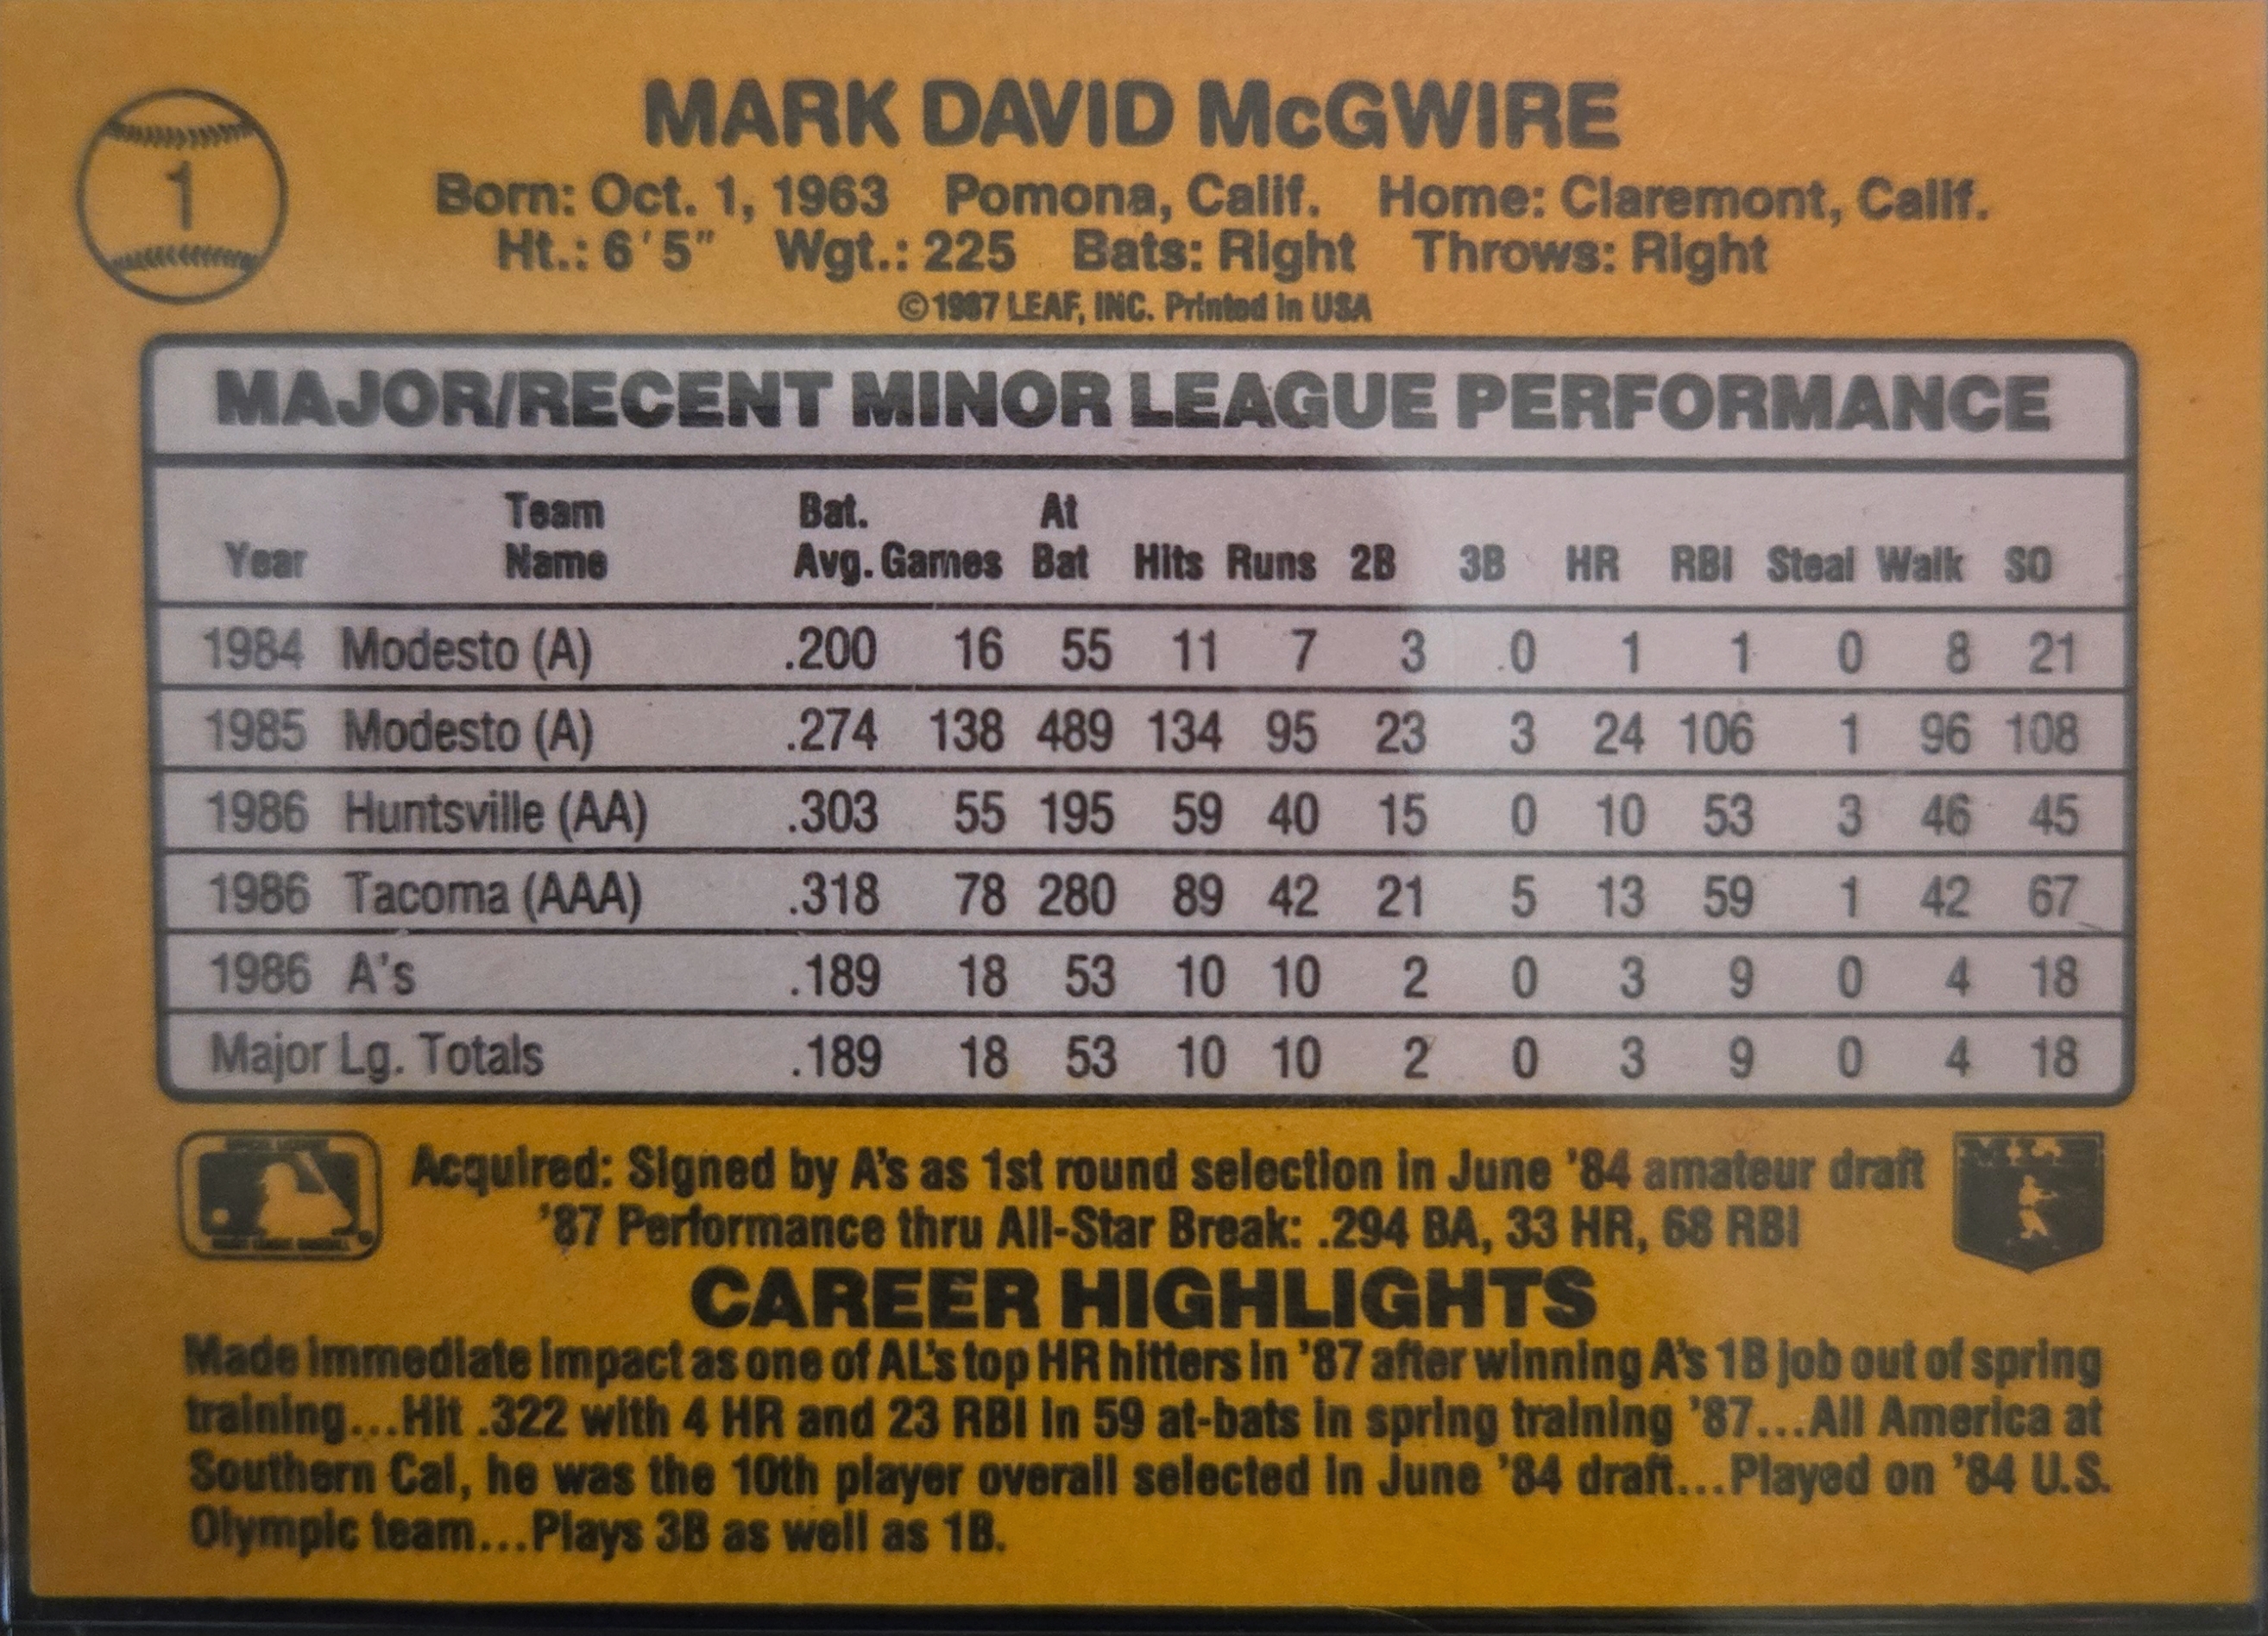 1
MARK DAVID McGWIRE
Born: Oct. 1, 1963 Pomona, Calif. Home: Claremont, Calif.
Ht.: 6'5" Wgt.: 225 Bats: Right Throws: Right
©1987 LEAF, INC. Printed in USA
MAJOR/RECENT MINOR LEAGUE PERFORMANCE
Team Bat. At
Year Name Avg. Games Bat Hits Runs 2B 3B HR RBI Steal Walk SO
1984 Modesto (A) .200 16 55 11 7 3 0 1 1 0 8 21
1985 Modesto (A) .274 138 489 134 95 23 3 24 106 1 96 108
1986 Huntsville (AA) .303 55 195 59 40 15 0 10 53 3 46 45
1986 Tacoma (AAA) .318 78 280 89 42 21 5 13 59 1 42 67
1986 A's .189 18 53 10 10 2 0 3 9 0 4 18
Major Lg. Totals .189 18 53 10 10 2 0 3 9 0 4 18
Acquired: Signed by A's as 1st round selection in June '84 amateur draft
'87 Performance thru All-Star Break: .294 BA, 33 HR, 68 RBI
CAREER HIGHLIGHTS
Made immediate impact as one of AL's top HR hitters in '87 after winning A's 1B job out of spring
training...Hit .322 with 4 HR and 23 RBI in 59 at-bats in spring training '87...All America at
Southern Cal, he was the 10th player overall selected in June '84 draft...Played on '84 U.S.
Olympic team...Plays 3B as well as 1B.